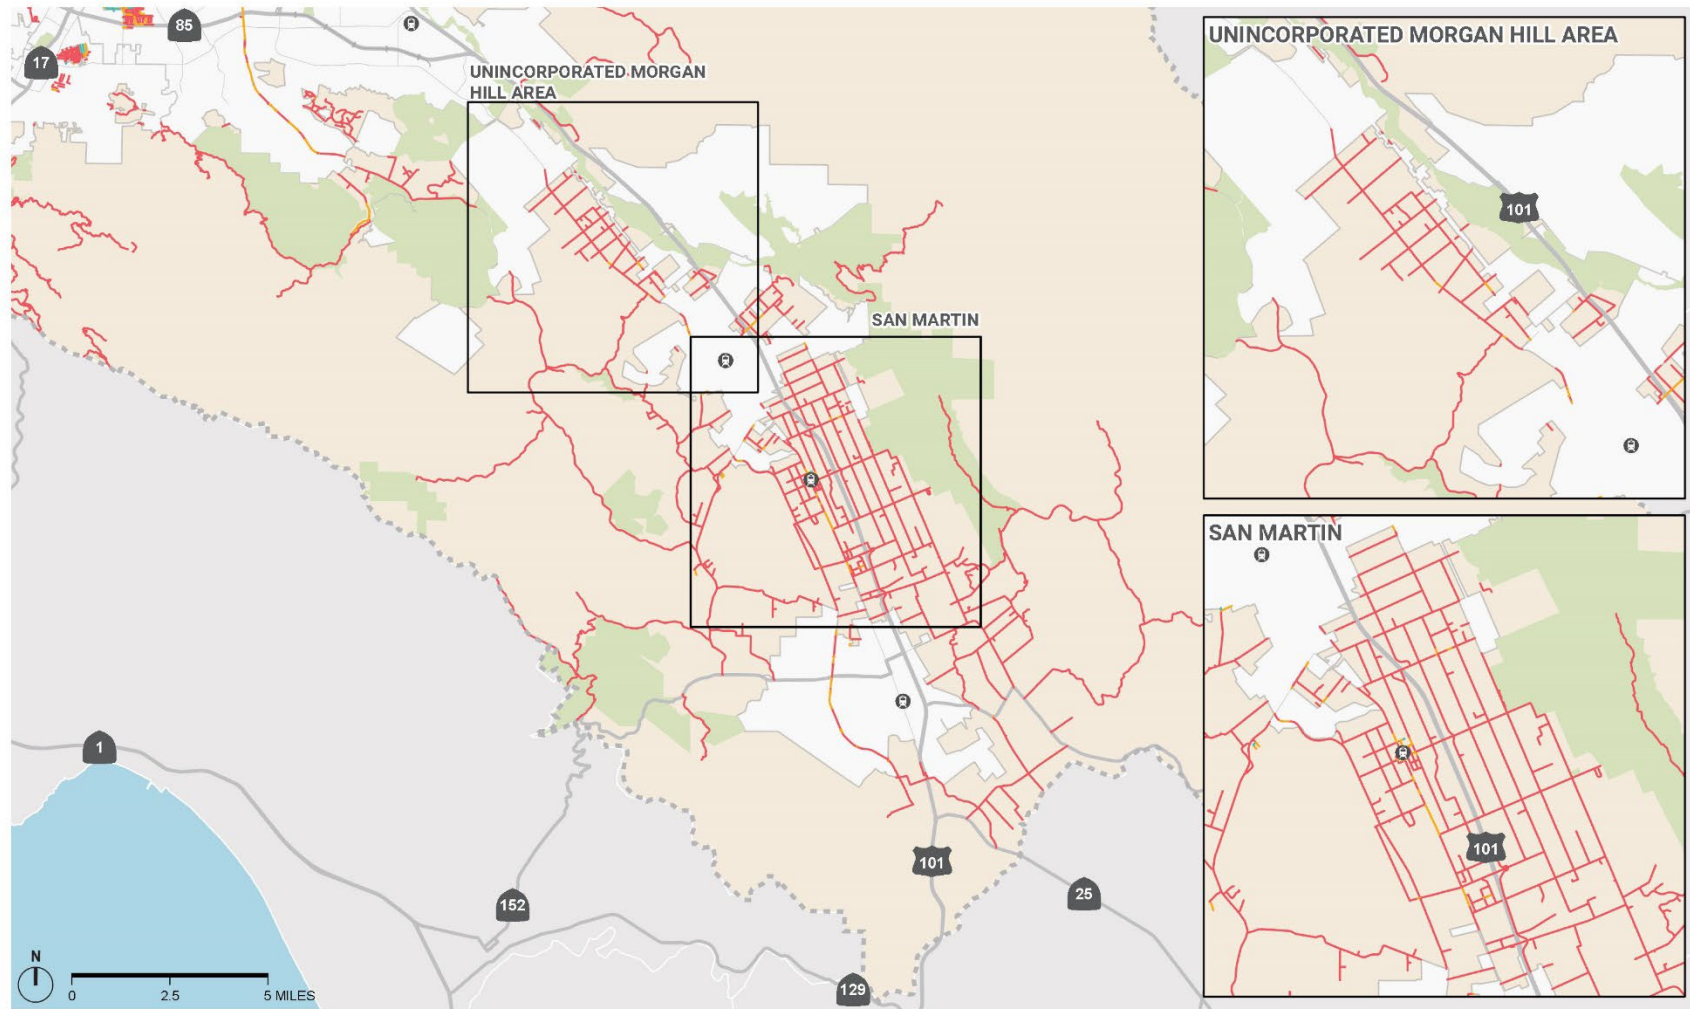 85
17
UNINCORPORATED MORGAN
HILL AREA
SAN MARTIN
1
152
101
25
129
N
0 2.5 5 MILES
UNINCORPORATED MORGAN HILL AREA
101
SAN MARTIN
101